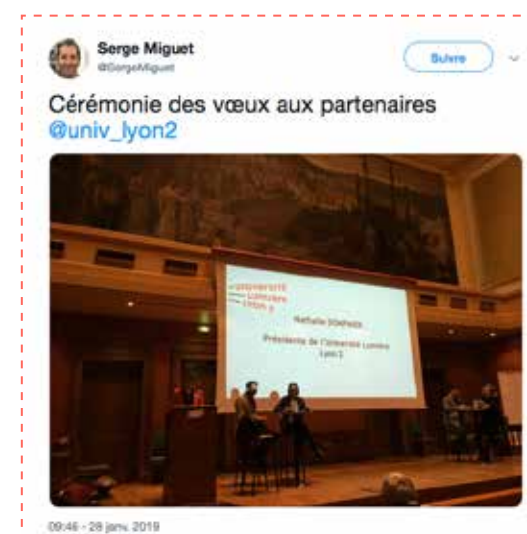 Serge Miguet
@SergeMiguet
Suivre
Cérémonie des vœux aux partenaires
@univ_lyon2
UNIVERSITÉ
LUMIÈRE
LYON 2
Nathalie DOMPNIER
Présidente de l'Université Lumière
Lyon 2
09:46 - 28 janv. 2019